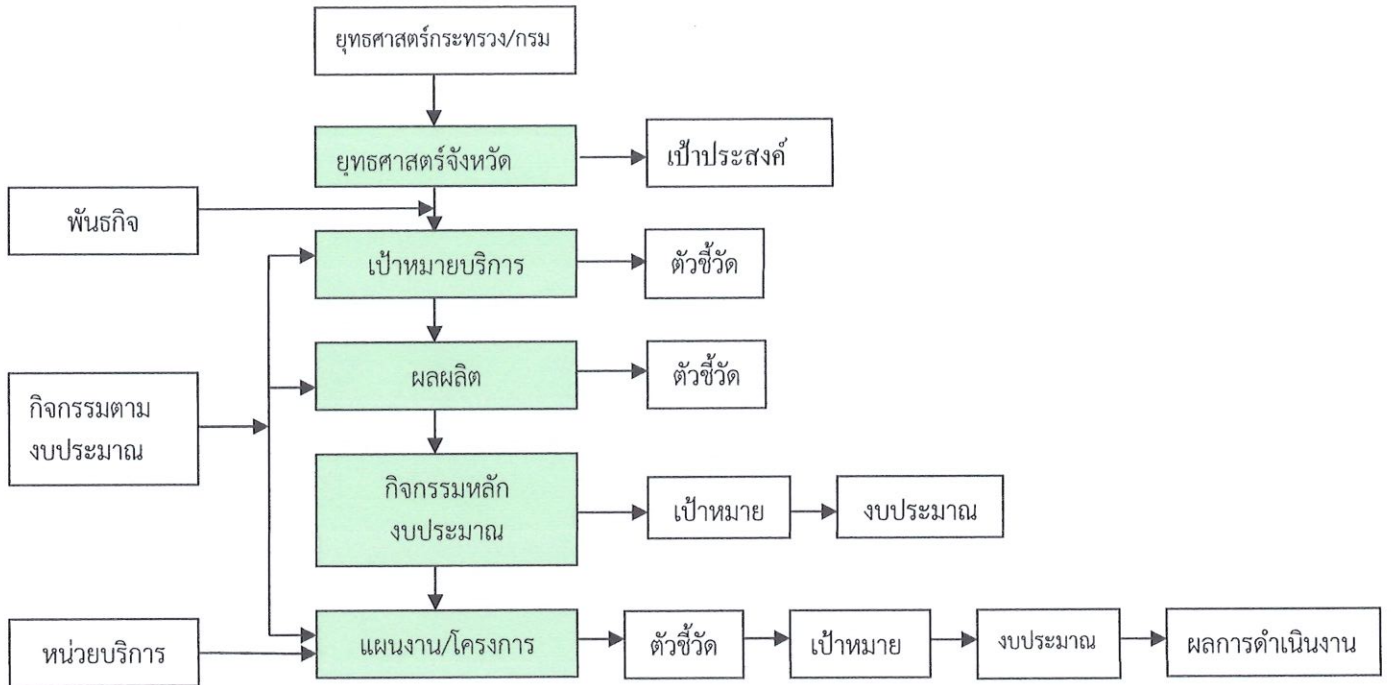 ยุทธศาสตร์กระทรวง/กรม
ยุทธศาสตร์จังหวัด
เป้าประสงค์
พันธกิจ
เป้าหมายบริการ
ตัวชี้วัด
ผลผลิต
ตัวชี้วัด
กิจกรรมตาม
งบประมาณ
กิจกรรมหลัก
งบประมาณ
เป้าหมาย
งบประมาณ
หน่วยบริการ
แผนงาน/โครงการ
ตัวชี้วัด
เป้าหมาย
งบประมาณ
ผลการดำเนินงาน